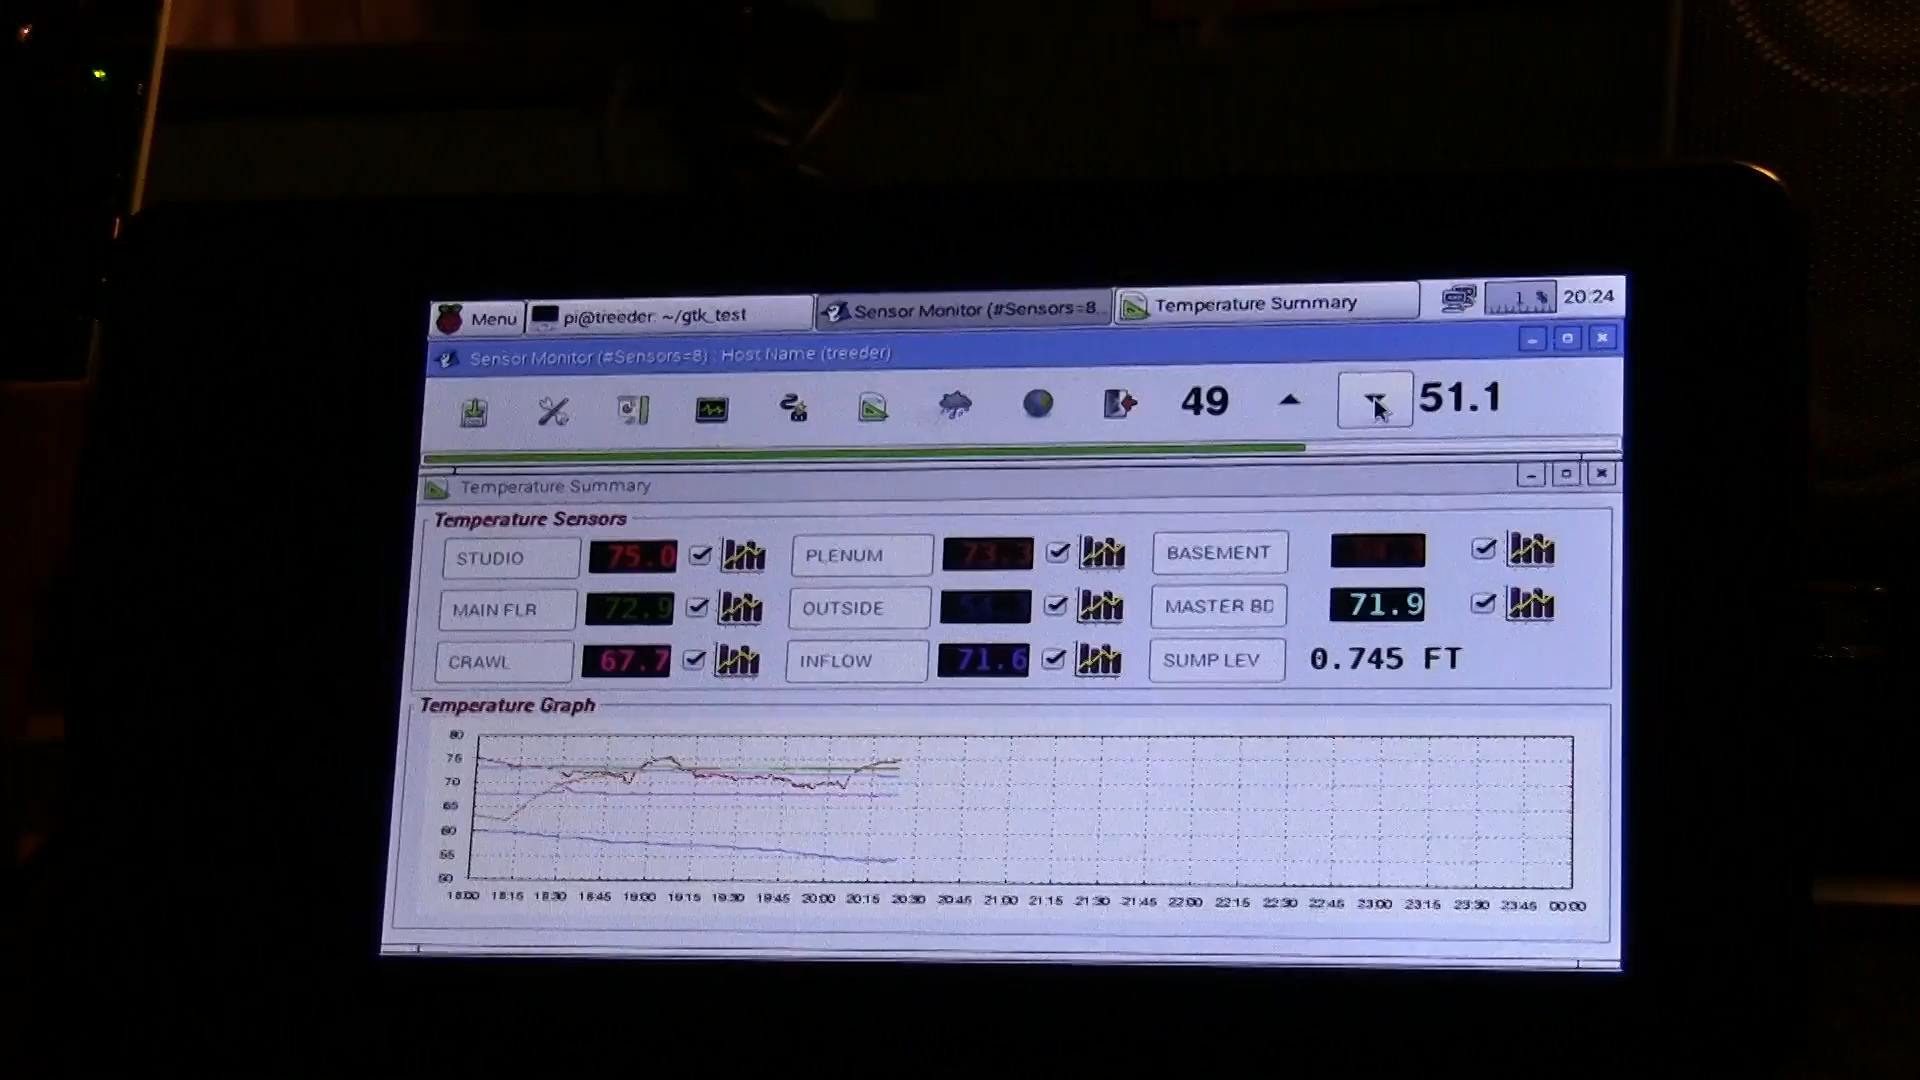 Menu pi@treeder: ~/gtk_test Sensor Monitor (#Sensors=8... Temperature Summary 1 % 20:24
Sensor Monitor (#Sensors=8) : Host Name (treeder)
49 51.1
Temperature Summary
Temperature Sensors
STUDIO 75.0 PLENUM 73.3 BASEMENT
MAIN FLR 72.9 OUTSIDE MASTER BD 71.9
CRAWL 67.7 INFLOW 71.6 SUMP LEV 0.745 FT
Temperature Graph
80
75
70
65
60
55
50
18:00 18:15 18:30 18:45 19:00 19:15 19:30 19:45 20:00 20:15 20:30 20:45 21:00 21:15 21:30 21:45 22:00 22:15 22:30 22:45 23:00 23:15 23:30 23:45 00:00